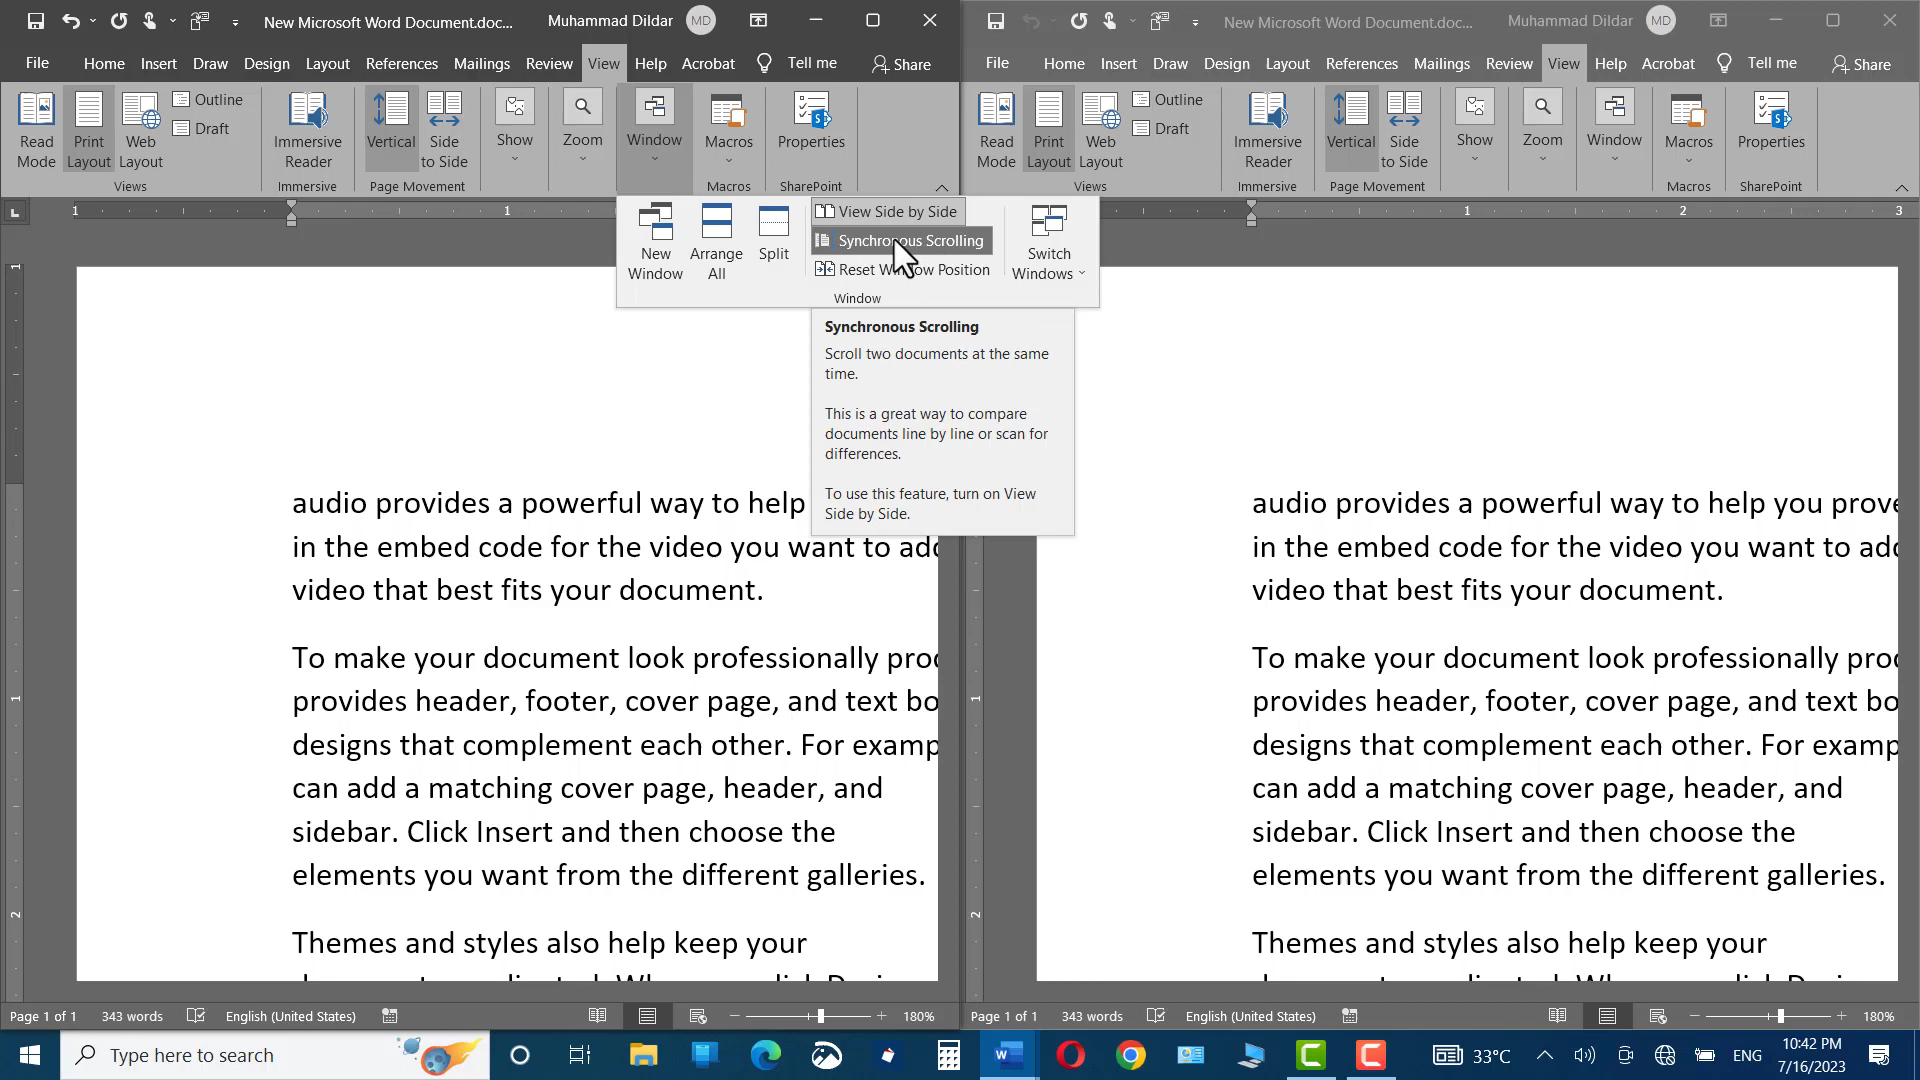 New Microsoft Word Document.doc...
Muhammad Dildar
MD
File
Home
Insert
Draw
Design
Layout
References
Mailings
Review
View
Help
Acrobat
Tell me
Share
Read Mode
Print Layout
Web Layout
Outline
Draft
Views
Immersive Reader
Immersive
Vertical
Side to Side
Page Movement
Show
Zoom
Window
Macros
Macros
Properties
SharePoint
New Window
Arrange All
Split
View Side by Side
Synchronous Scrolling
Reset Window Position
Window
Switch Windows
Synchronous Scrolling
Scroll two documents at the same
time.
This is a great way to compare
documents line by line or scan for
differences.
To use this feature, turn on View
Side by Side.
1
1
1
1
2
audio provides a powerful way to help
in the embed code for the video you want to add
video that best fits your document.
To make your document look professionally
provides header, footer, cover page, and text
designs that complement each other. For
can add a matching cover page, header, and
sidebar. Click Insert and then choose the
elements you want from the different galleries.
Themes and styles also help keep your
Page 1 of 1
343 words
English (United States)
180%
New Microsoft Word Document.doc...
Muhammad Dildar
MD
File
Home
Insert
Draw
Design
Layout
References
Mailings
Review
View
Help
Acrobat
Tell me
Share
Read Mode
Print Layout
Web Layout
Outline
Draft
Views
Immersive Reader
Immersive
Vertical
Side to Side
Page Movement
Show
Zoom
Window
Macros
Macros
Properties
SharePoint
1
2
3
1
2
audio provides a powerful way to help you prove
in the embed code for the video you want to add
video that best fits your document.
To make your document look professionally
provides header, footer, cover page, and text
designs that complement each other. For
can add a matching cover page, header, and
sidebar. Click Insert and then choose the
elements you want from the different galleries.
Themes and styles also help keep your
Page 1 of 1
343 words
English (United States)
180%
Type here to search
33°C
ENG
10:42 PM
7/16/2023